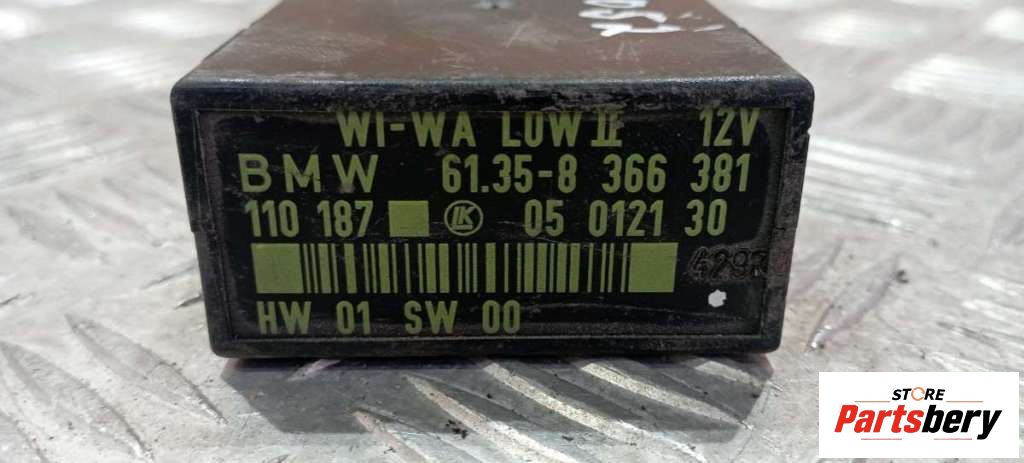 WI-WA LOW II 12V
BMW 61.35-8 366 381
110 187 LK 05 0121 30
HW 01 SW 00
STORE
Partsbery